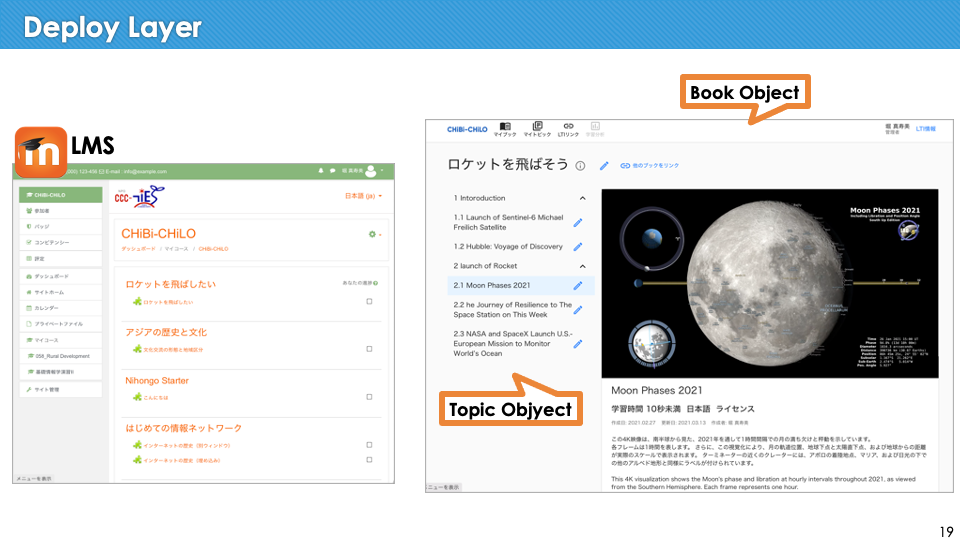 Deploy Layer
LMS
(000) 123-456 E-mail : info@example.com
堀 真寿美
CHiBi-CHiLO
参加者
バッジ
コンピテンシー
評定
ダッシュボード
サイトホーム
カレンダー
プライベートファイル
マイコース
058_Rural Development
基礎情報学演習II
サイト管理
メニューを表示
CCC-TIES
日本語 (ja)
CHiBi-CHiLO
ダッシュボード / マイコース / CHiBi-CHiLO
ロケットを飛ばしたい
あなたの進捗
ロケットを飛ばしたい
アジアの歴史と文化
文化交流の形態と地域区分
Nihongo Starter
こんにちは
はじめての情報ネットワーク
インターネットの歴史 (別ウィンドウ)
インターネットの歴史 (埋め込み)
Book Object
CHiBi-CHiLO
マイブック
マイトピック
LTIリンク
学習分析
堀 真寿美
管理者
LTI情報
ロケットを飛ばそう
他のブックをリンク
1 Intoroduction
1.1 Launch of Sentinel-6 Michael
Freilich Satellite
1.2 Hubble: Voyage of Discovery
2 launch of Rocket
2.1 Moon Phases 2021
2.2 he Journey of Resilience to The
Space Station on This Week
2.3 NASA and SpaceX Launch U.S.-
European Mission to Monitor
World's Ocean
Topic Objyect
ニューを表示
Moon Phases 2021
Including Libration and Position Angle
South Up Edition
Moon Phases 2021
学習時間 10秒未満 日本語 ライセンス
作成日: 2021.02.27 更新日: 2021.03.13 作成者: 堀 真寿美
この4K映像は、南半球から見た、2021年を通して1時間間隔での月の満ち欠けと秤動を示しています。
各フレームは1時間を表します。 さらに、この視覚化により、月の軌道位置、地球下点と太陽直下点、および地球からの距離
が実際のスケールで表示されます。 ターミネーターの近くのクレーターには、アポロの着陸地点、マリア、および日光の下で
の他のアルベド地形と同様にラベルが付けられています。
This 4K visualization shows the Moon's phase and libration at hourly intervals throughout 2021, as viewed
from the Southern Hemisphere. Each frame represents one hour.
19